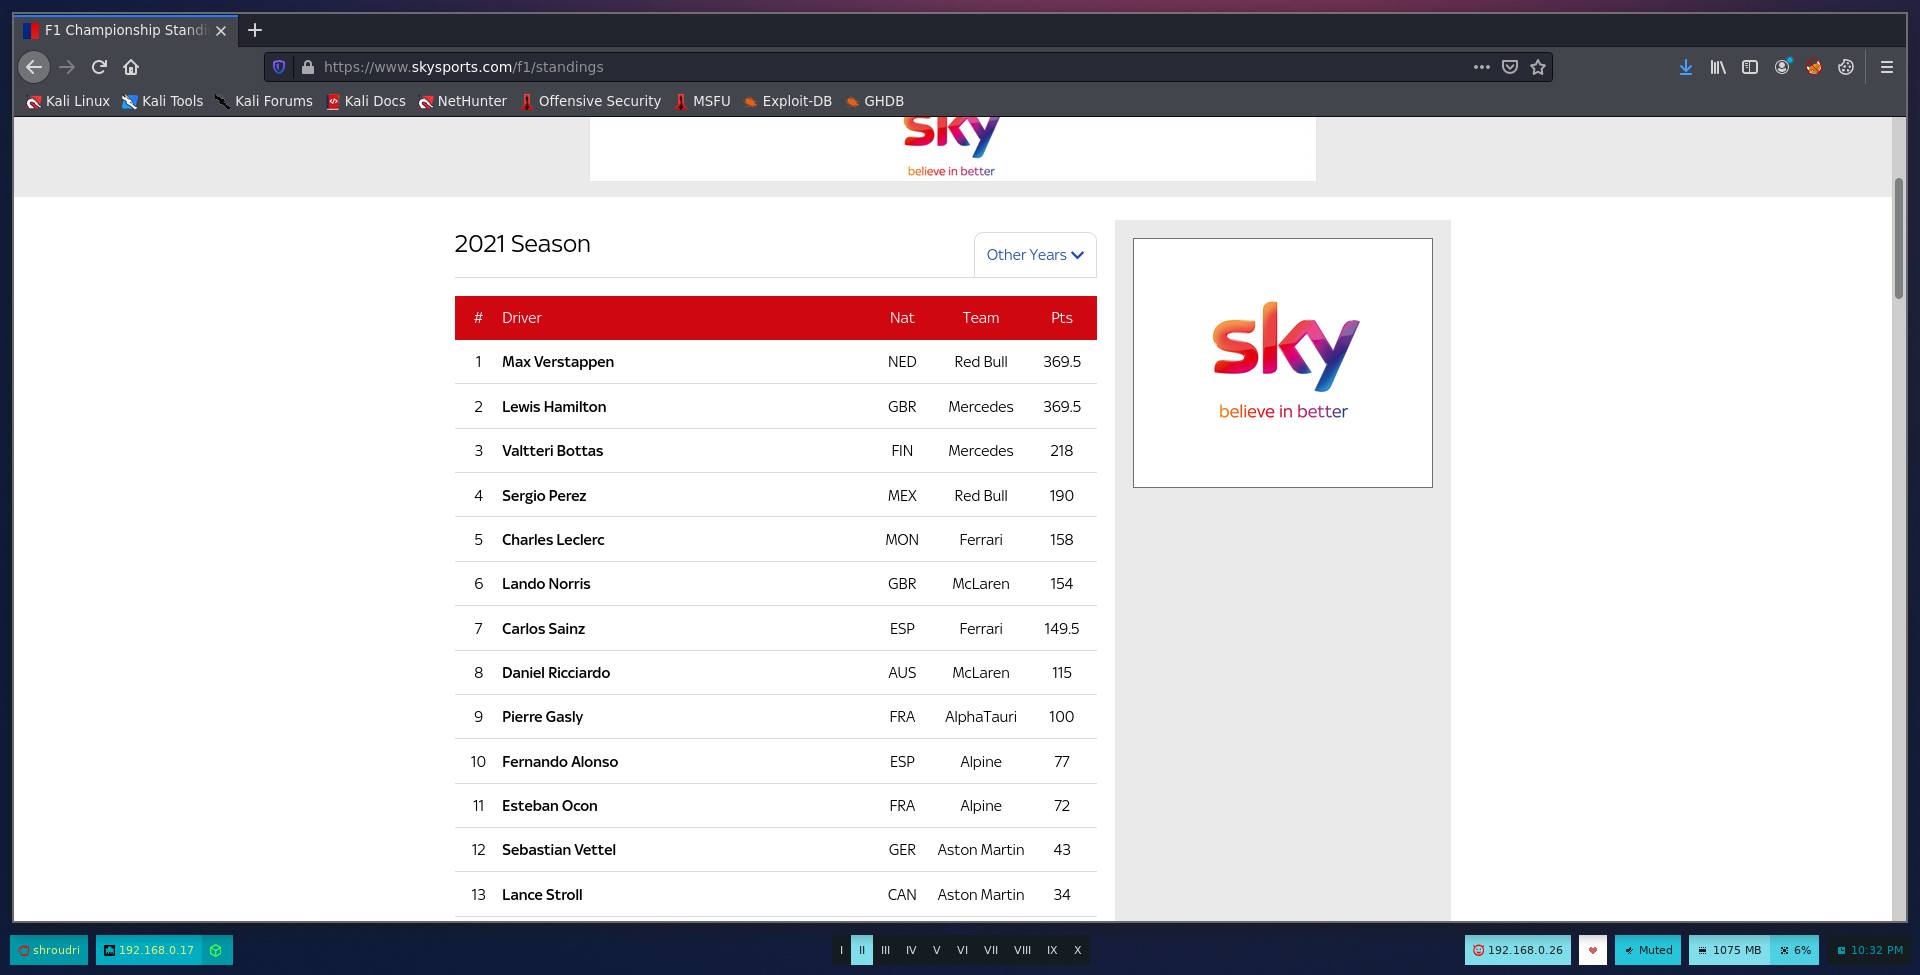 F1 Championship Standi
https://www.skysports.com/f1/standings
Kali Linux Kali Tools Kali Forums Kali Docs NetHunter Offensive Security MSFU Exploit-DB GHDB
sky
believe in better
2021 Season
Other Years
# Driver Nat Team Pts
1 Max Verstappen NED Red Bull 369.5
2 Lewis Hamilton GBR Mercedes 369.5
3 Valtteri Bottas FIN Mercedes 218
4 Sergio Perez MEX Red Bull 190
5 Charles Leclerc MON Ferrari 158
6 Lando Norris GBR McLaren 154
7 Carlos Sainz ESP Ferrari 149.5
8 Daniel Ricciardo AUS McLaren 115
9 Pierre Gasly FRA AlphaTauri 100
10 Fernando Alonso ESP Alpine 77
11 Esteban Ocon FRA Alpine 72
12 Sebastian Vettel GER Aston Martin 43
13 Lance Stroll CAN Aston Martin 34
sky
believe in better
shroudri 192.168.0.17 I II III IV V VI VII VIII IX X 192.168.0.26 Muted 1075 MB 6% 10:32 PM